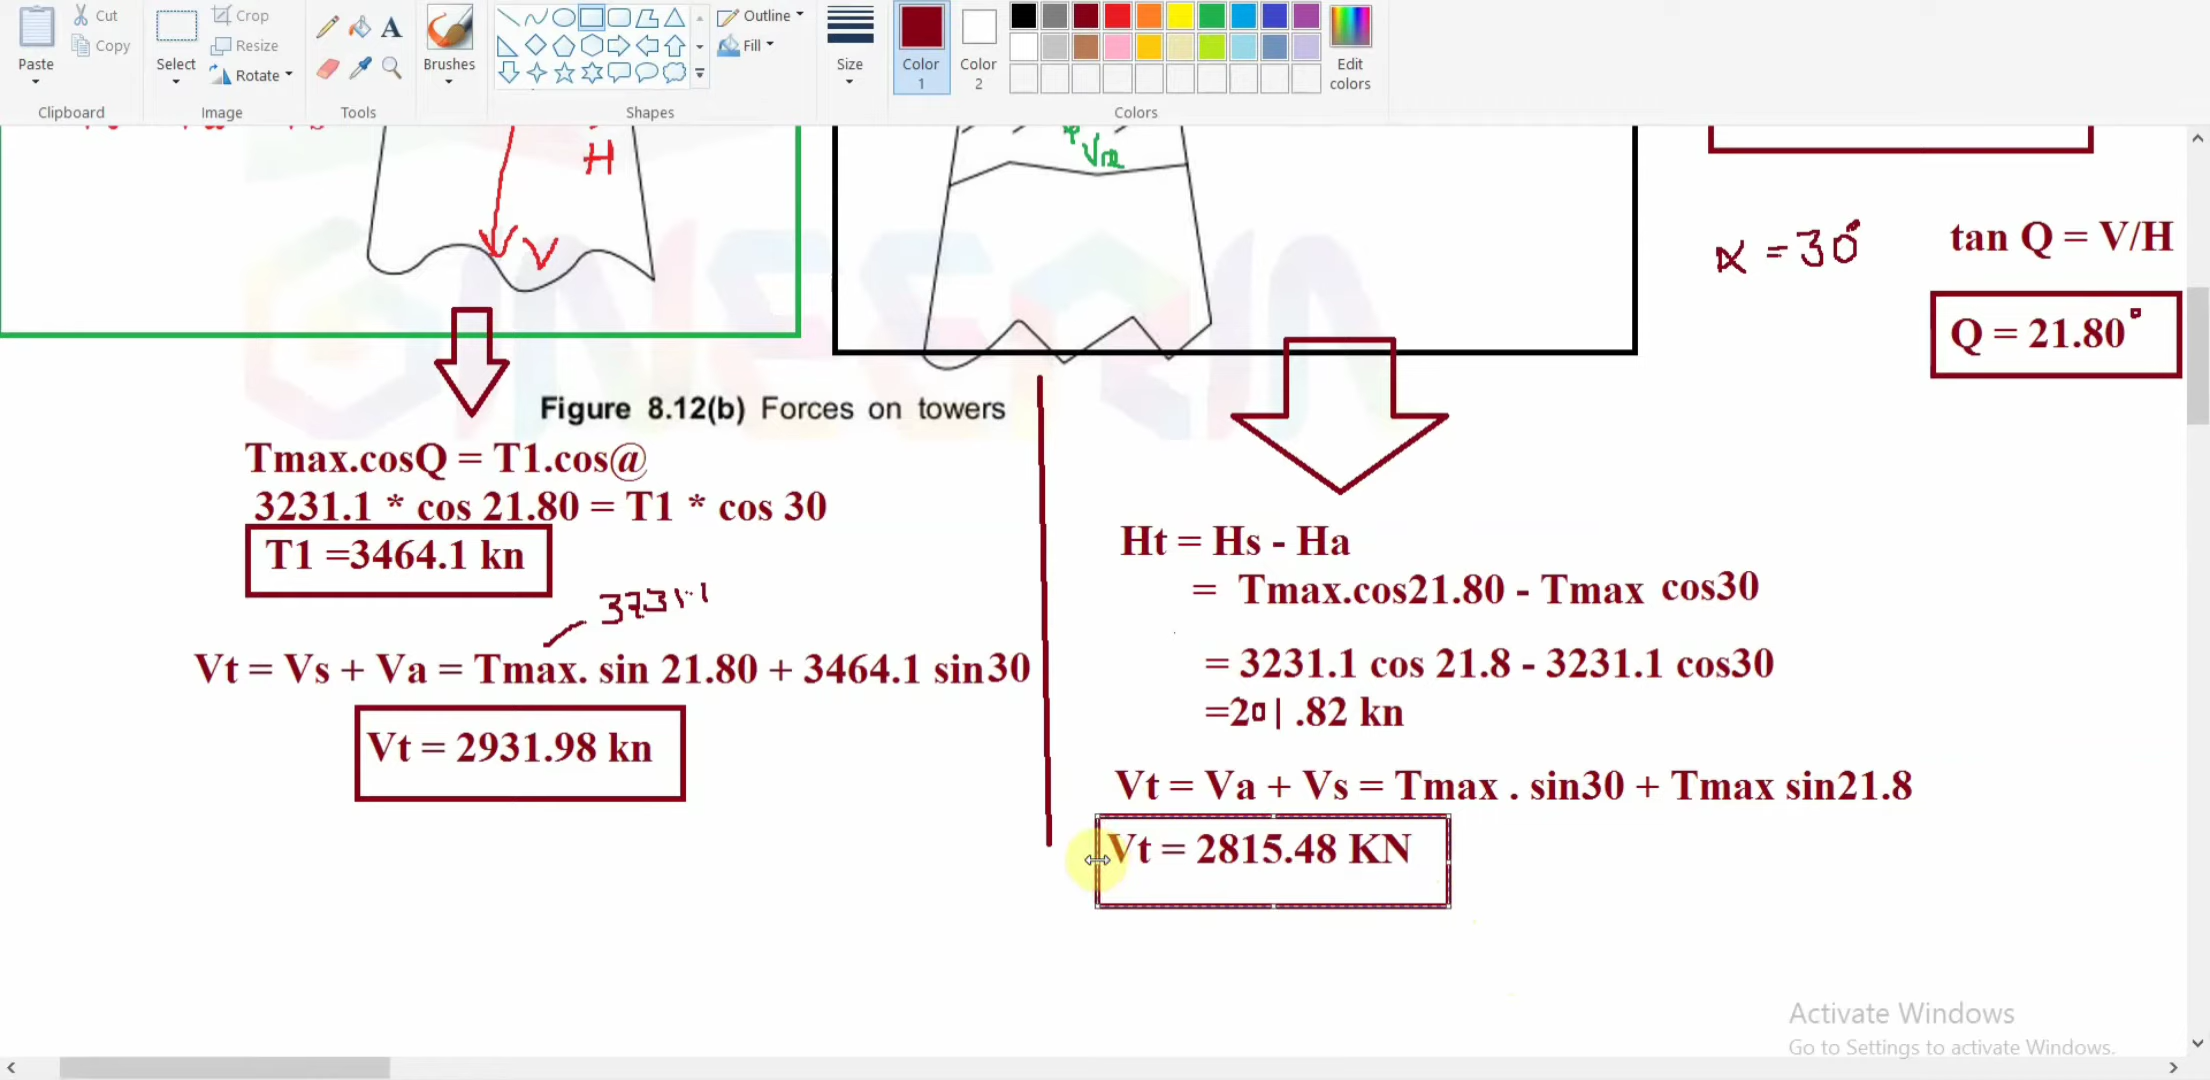 Cut
Crop
Outline
Copy
Resize
Fill
Paste
Select
Rotate
Brushes
Size
Color 1
Color 2
Edit colors
Clipboard
Image
Tools
Shapes
Colors
H
V
α = 30°
tan Q = V/H
Q = 21.80°
Figure 8.12(b) Forces on towers
Tmax.cosQ = T1.cos@
3231.1 * cos 21.80 = T1 * cos 30
T1 =3464.1 kn
Vt = Vs + Va = Tmax. sin 21.80 + 3464.1 sin30
Vt = 2931.98 kn
Ht = Hs - Ha
= Tmax.cos21.80 - Tmax cos30
= 3231.1 cos 21.8 - 3231.1 cos30
=201.82 kn
Vt = Va + Vs = Tmax . sin30 + Tmax sin21.8
Vt = 2815.48 KN
Activate Windows
Go to Settings to activate Windows.